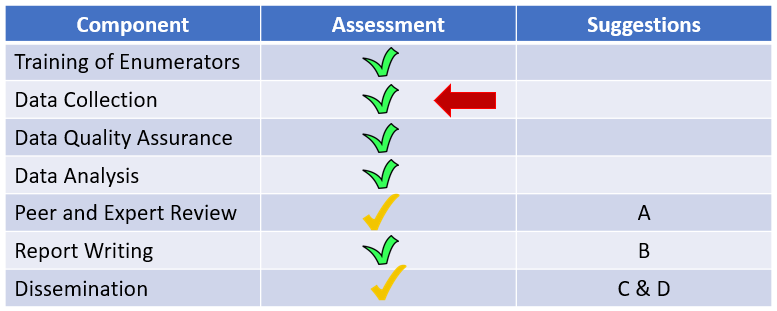 Component Assessment Suggestions
Training of Enumerators
Data Collection
Data Quality Assurance
Data Analysis
Peer and Expert Review A
Report Writing B
Dissemination C & D